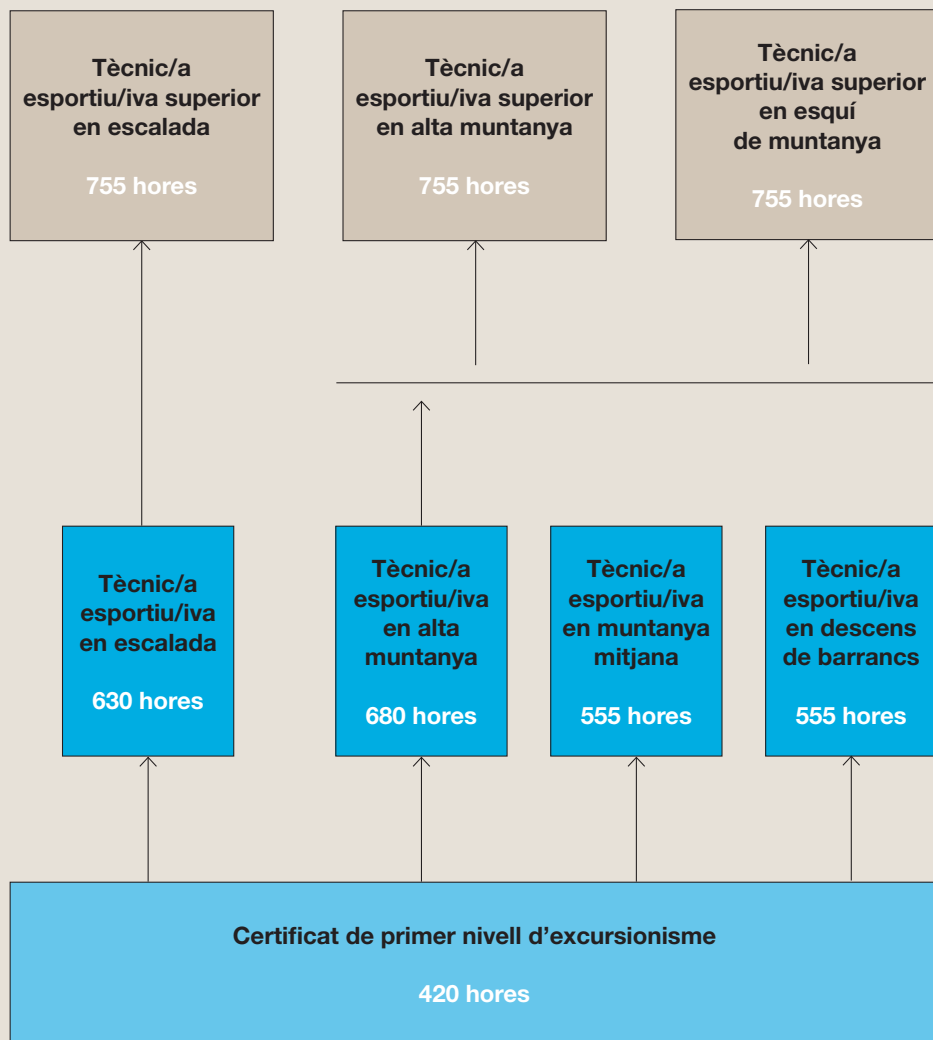 Tècnic/a
esportiu/iva superior
en escalada
755 hores
Tècnic/a
esportiu/iva superior
en alta muntanya
755 hores
Tècnic/a
esportiu/iva superior
en esquí
de muntanya
755 hores
Tècnic/a
esportiu/iva
en escalada
630 hores
Tècnic/a
esportiu/iva
en alta
muntanya
680 hores
Tècnic/a
esportiu/iva
en muntanya
mitjana
555 hores
Tècnic/a
esportiu/iva
en descens
de barrancs
555 hores
Certificat de primer nivell d’excursionisme
420 hores